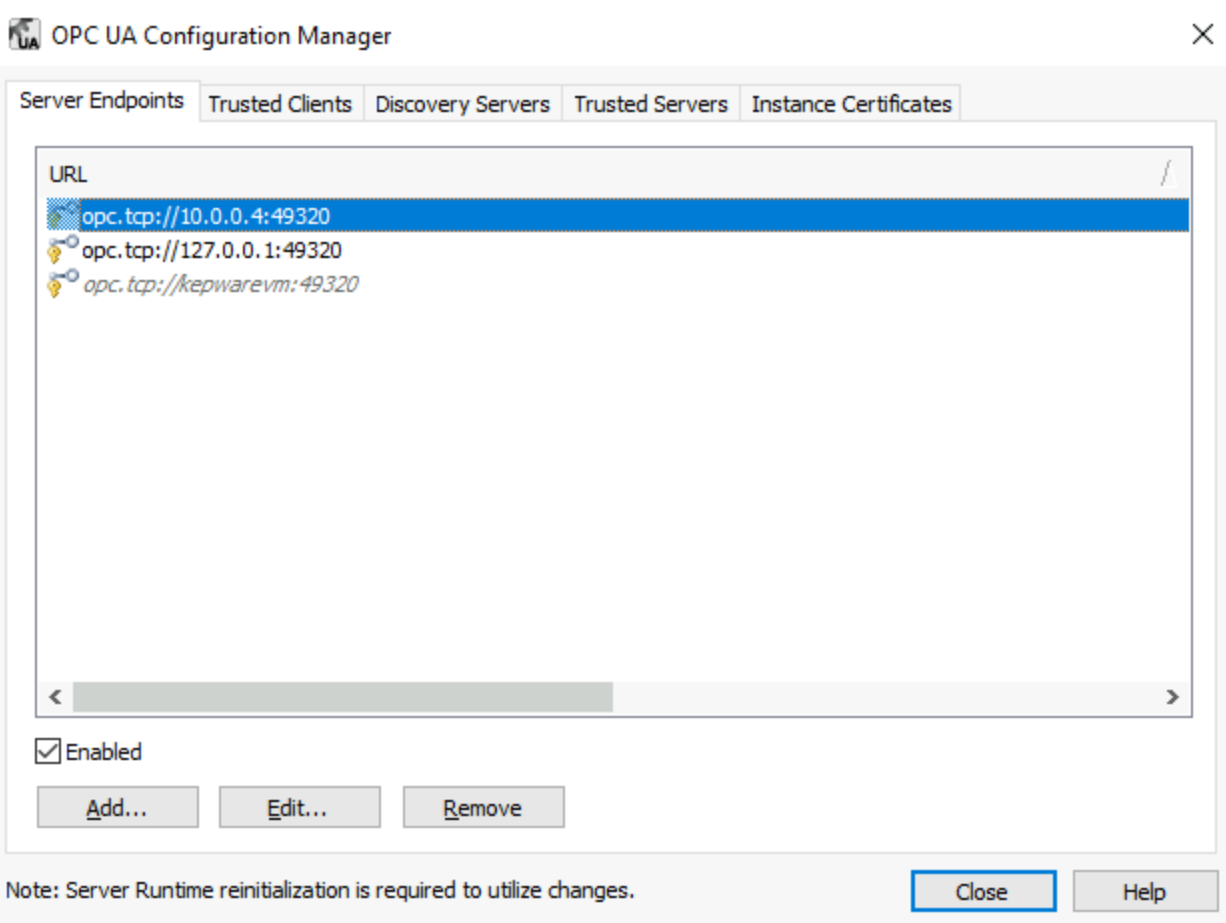 UA OPC UA Configuration Manager
Server Endpoints Trusted Clients Discovery Servers Trusted Servers Instance Certificates
URL
opc.tcp://10.0.0.4:49320
opc.tcp://127.0.0.1:49320
opc.tcp://kepwarevm:49320
Enabled
Add... Edit... Remove
Note: Server Runtime reinitialization is required to utilize changes. Close Help